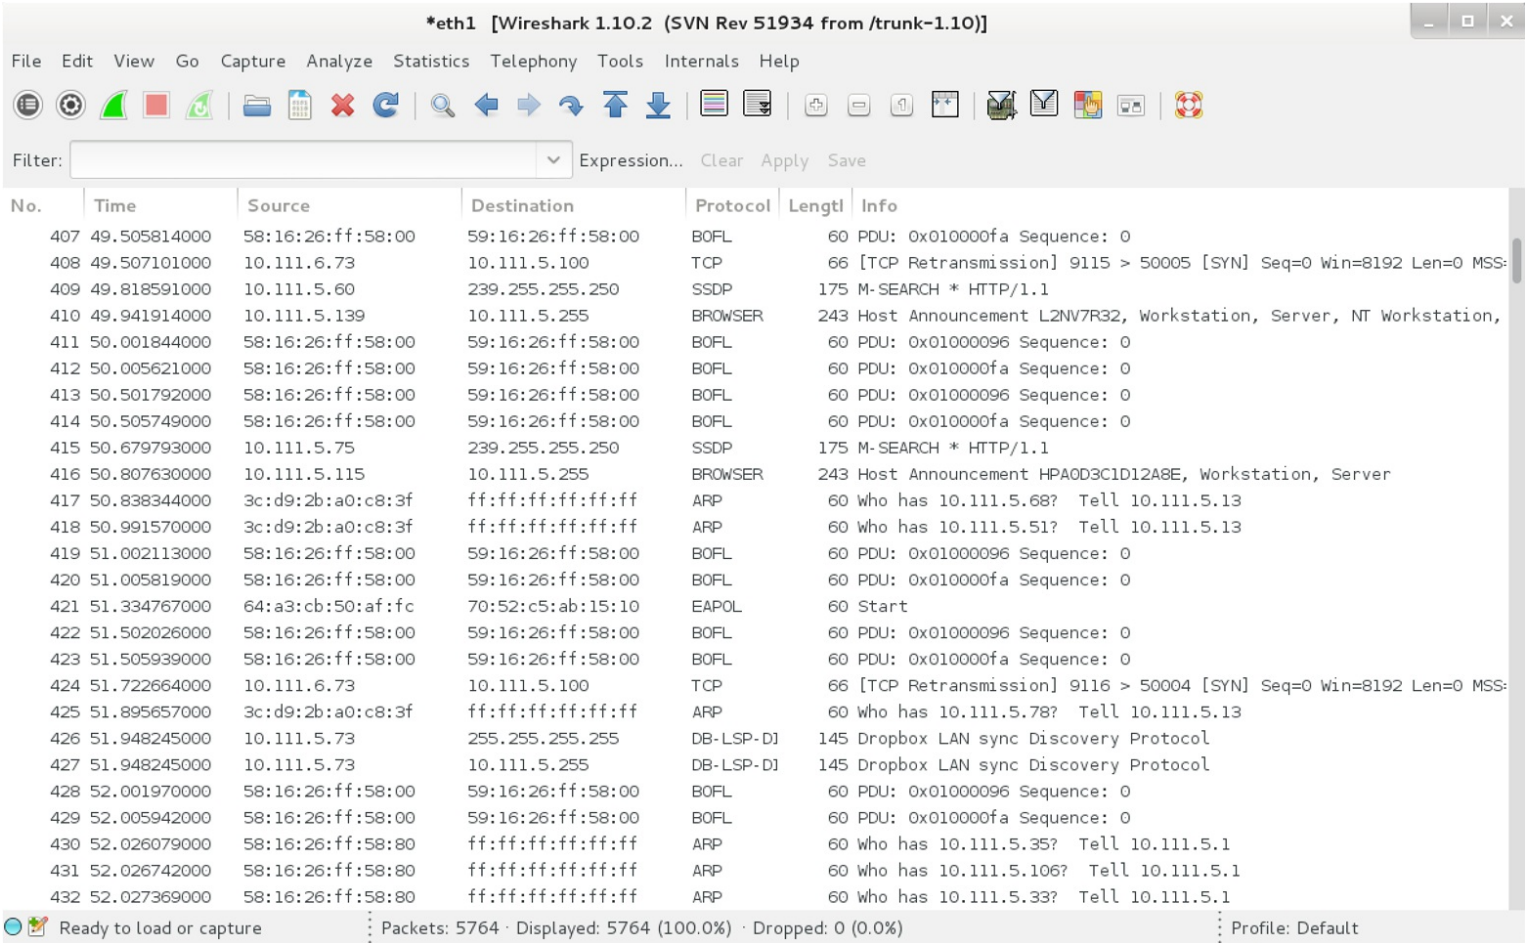 *eth1 [Wireshark 1.10.2 (SVN Rev 51934 from /trunk-1.10)]
File Edit View Go Capture Analyze Statistics Telephony Tools Internals Help
Filter: Expression... Clear Apply Save
No. Time Source Destination Protocol Lengtl Info
407 49.505814000 58:16:26:ff:58:00 59:16:26:ff:58:00 BOFL 60 PDU: 0x010000fa Sequence: 0
408 49.507101000 10.111.6.73 10.111.5.100 TCP 66 [TCP Retransmission] 9115 > 50005 [SYN] Seq=0 Win=8192 Len=0 MSS=
409 49.818591000 10.111.5.60 239.255.255.250 SSDP 175 M-SEARCH * HTTP/1.1
410 49.941914000 10.111.5.139 10.111.5.255 BROWSER 243 Host Announcement L2NV7R32, Workstation, Server, NT Workstation,
411 50.001844000 58:16:26:ff:58:00 59:16:26:ff:58:00 BOFL 60 PDU: 0x01000096 Sequence: 0
412 50.005621000 58:16:26:ff:58:00 59:16:26:ff:58:00 BOFL 60 PDU: 0x010000fa Sequence: 0
413 50.501792000 58:16:26:ff:58:00 59:16:26:ff:58:00 BOFL 60 PDU: 0x01000096 Sequence: 0
414 50.505749000 58:16:26:ff:58:00 59:16:26:ff:58:00 BOFL 60 PDU: 0x010000fa Sequence: 0
415 50.679793000 10.111.5.75 239.255.255.250 SSDP 175 M-SEARCH * HTTP/1.1
416 50.807630000 10.111.5.115 10.111.5.255 BROWSER 243 Host Announcement HPA0D3C1D12A8E, Workstation, Server
417 50.838344000 3c:d9:2b:a0:c8:3f ff:ff:ff:ff:ff:ff ARP 60 Who has 10.111.5.68? Tell 10.111.5.13
418 50.991570000 3c:d9:2b:a0:c8:3f ff:ff:ff:ff:ff:ff ARP 60 Who has 10.111.5.51? Tell 10.111.5.13
419 51.002113000 58:16:26:ff:58:00 59:16:26:ff:58:00 BOFL 60 PDU: 0x01000096 Sequence: 0
420 51.005819000 58:16:26:ff:58:00 59:16:26:ff:58:00 BOFL 60 PDU: 0x010000fa Sequence: 0
421 51.334767000 64:a3:cb:50:af:fc 70:52:c5:ab:15:10 EAPOL 60 Start
422 51.502026000 58:16:26:ff:58:00 59:16:26:ff:58:00 BOFL 60 PDU: 0x01000096 Sequence: 0
423 51.505939000 58:16:26:ff:58:00 59:16:26:ff:58:00 BOFL 60 PDU: 0x010000fa Sequence: 0
424 51.722664000 10.111.6.73 10.111.5.100 TCP 66 [TCP Retransmission] 9116 > 50004 [SYN] Seq=0 Win=8192 Len=0 MSS=
425 51.895657000 3c:d9:2b:a0:c8:3f ff:ff:ff:ff:ff:ff ARP 60 Who has 10.111.5.78? Tell 10.111.5.13
426 51.948245000 10.111.5.73 255.255.255.255 DB-LSP-DI 145 Dropbox LAN sync Discovery Protocol
427 51.948245000 10.111.5.73 10.111.5.255 DB-LSP-DI 145 Dropbox LAN sync Discovery Protocol
428 52.001970000 58:16:26:ff:58:00 59:16:26:ff:58:00 BOFL 60 PDU: 0x01000096 Sequence: 0
429 52.005942000 58:16:26:ff:58:00 59:16:26:ff:58:00 BOFL 60 PDU: 0x010000fa Sequence: 0
430 52.026079000 58:16:26:ff:58:80 ff:ff:ff:ff:ff:ff ARP 60 Who has 10.111.5.35? Tell 10.111.5.1
431 52.026742000 58:16:26:ff:58:80 ff:ff:ff:ff:ff:ff ARP 60 Who has 10.111.5.106? Tell 10.111.5.1
432 52.027369000 58:16:26:ff:58:80 ff:ff:ff:ff:ff:ff ARP 60 Who has 10.111.5.33? Tell 10.111.5.1
Ready to load or capture Packets: 5764 · Displayed: 5764 (100.0%) · Dropped: 0 (0.0%) Profile: Default